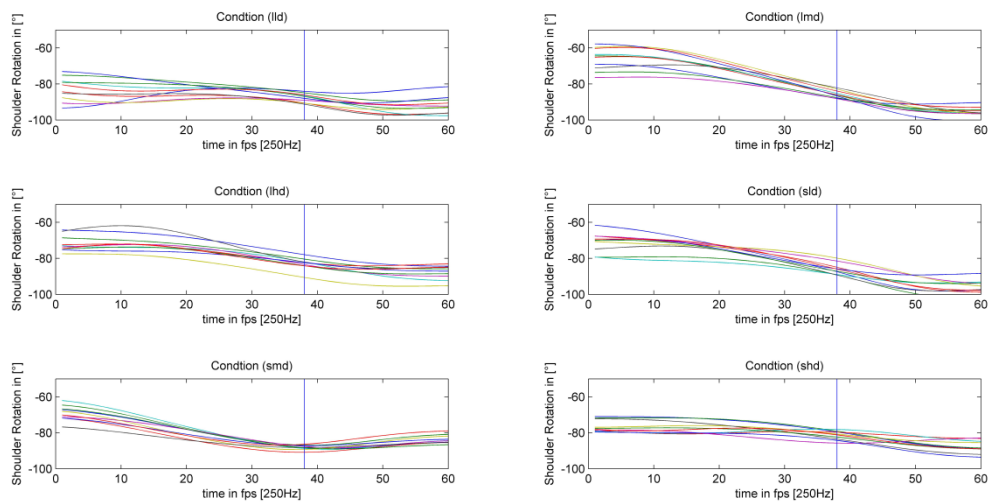 Condtion (lld)
Shoulder Rotation in [°]
-60
-80
-100
0 10 20 30 40 50 60
time in fps [250Hz]
Condtion (lmd)
Shoulder Rotation in [°]
-60
-80
-100
0 10 20 30 40 50 60
time in fps [250Hz]
Condtion (lhd)
Shoulder Rotation in [°]
-60
-80
-100
0 10 20 30 40 50 60
time in fps [250Hz]
Condtion (sld)
Shoulder Rotation in [°]
-60
-80
-100
0 10 20 30 40 50 60
time in fps [250Hz]
Condtion (smd)
Shoulder Rotation in [°]
-60
-80
-100
0 10 20 30 40 50 60
time in fps [250Hz]
Condtion (shd)
Shoulder Rotation in [°]
-60
-80
-100
0 10 20 30 40 50 60
time in fps [250Hz]